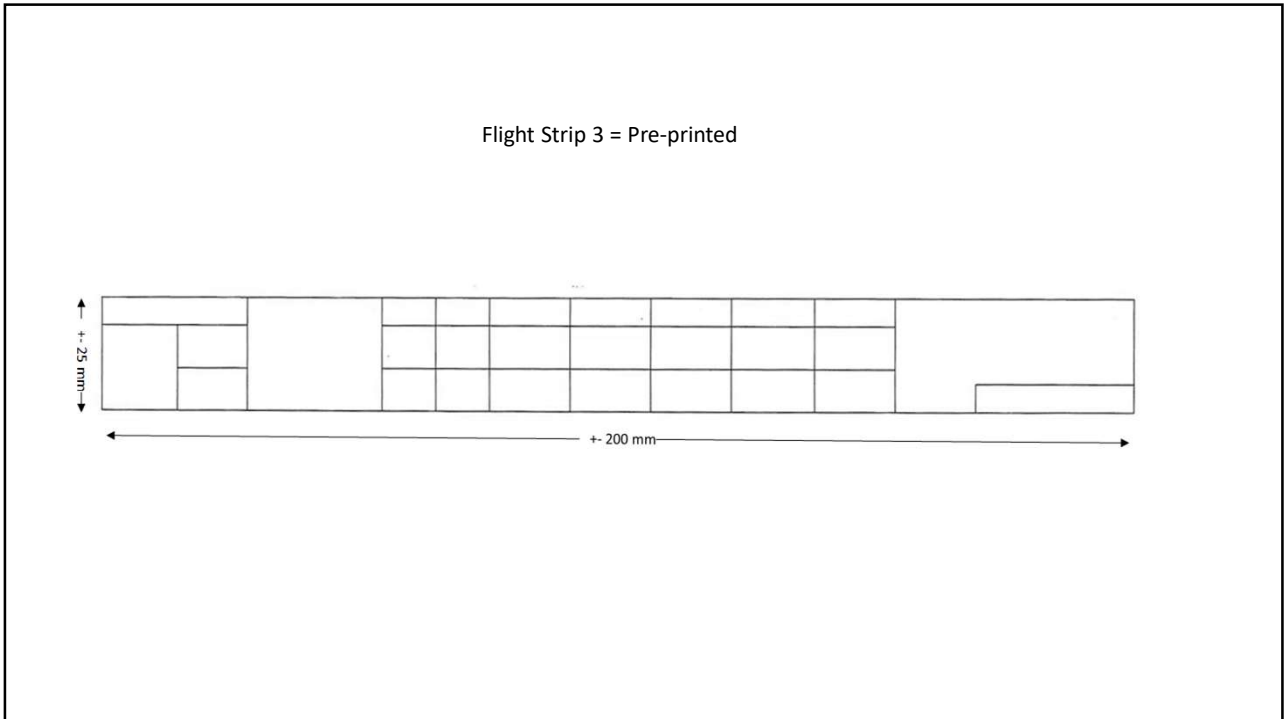 Flight Strip 3 = Pre-printed
+- 25 mm
+- 200 mm